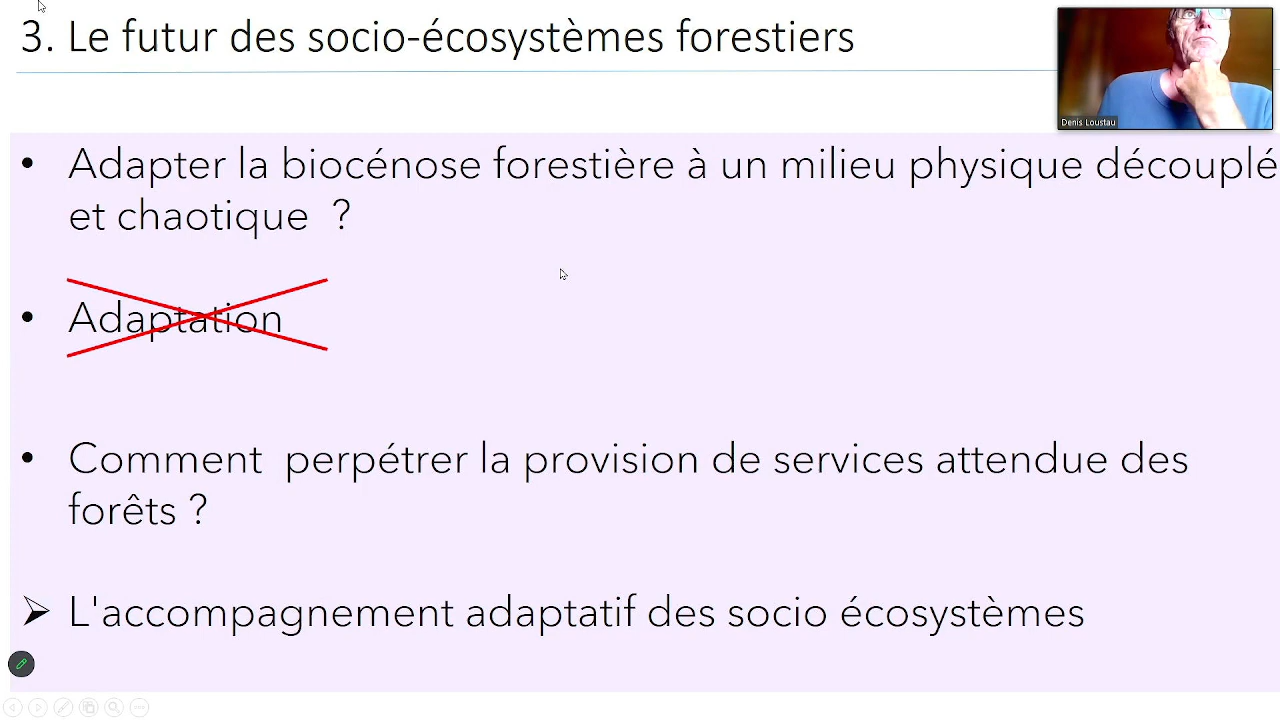 3. Le futur des socio-écosystèmes forestiers
Denis Loustau
• Adapter la biocénose forestière à un milieu physique découplé
et chaotique ?
• Adaptation
• Comment perpétrer la provision de services attendue des
forêts ?
➢ L'accompagnement adaptatif des socio écosystèmes